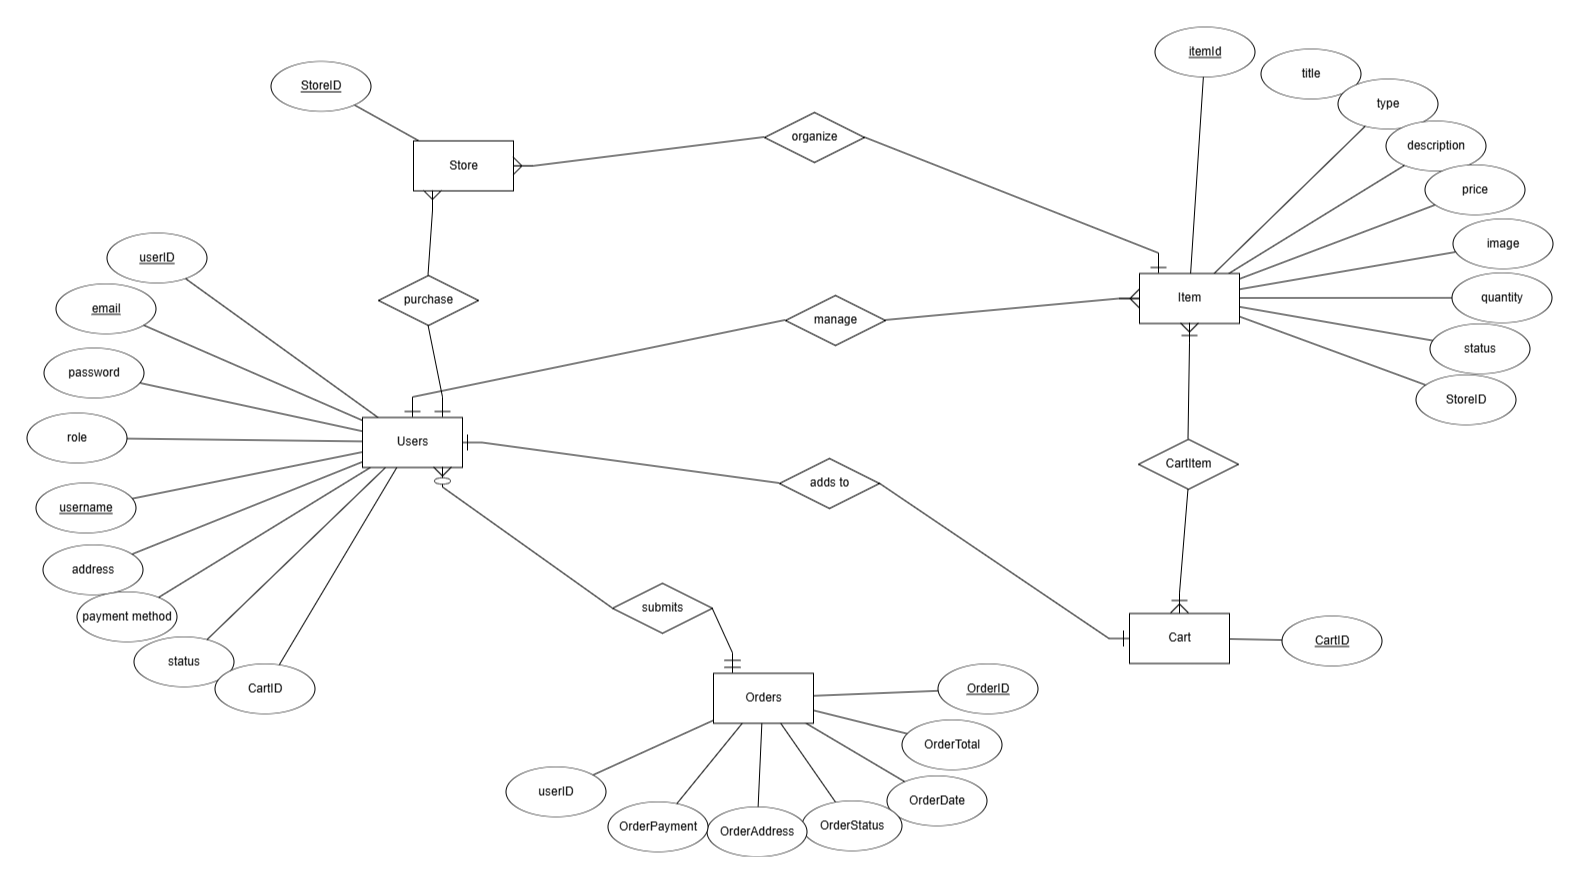 itemId
title
StoreID
type
organize
description
Store
price
image
userID
purchase
Item
quantity
email
manage
status
password
StoreID
role
Users
CartItem
adds to
username
address
submits
payment method
Cart
CartID
status
CartID
Orders
OrderID
OrderTotal
userID
OrderDate
OrderPayment
OrderAddress
OrderStatus